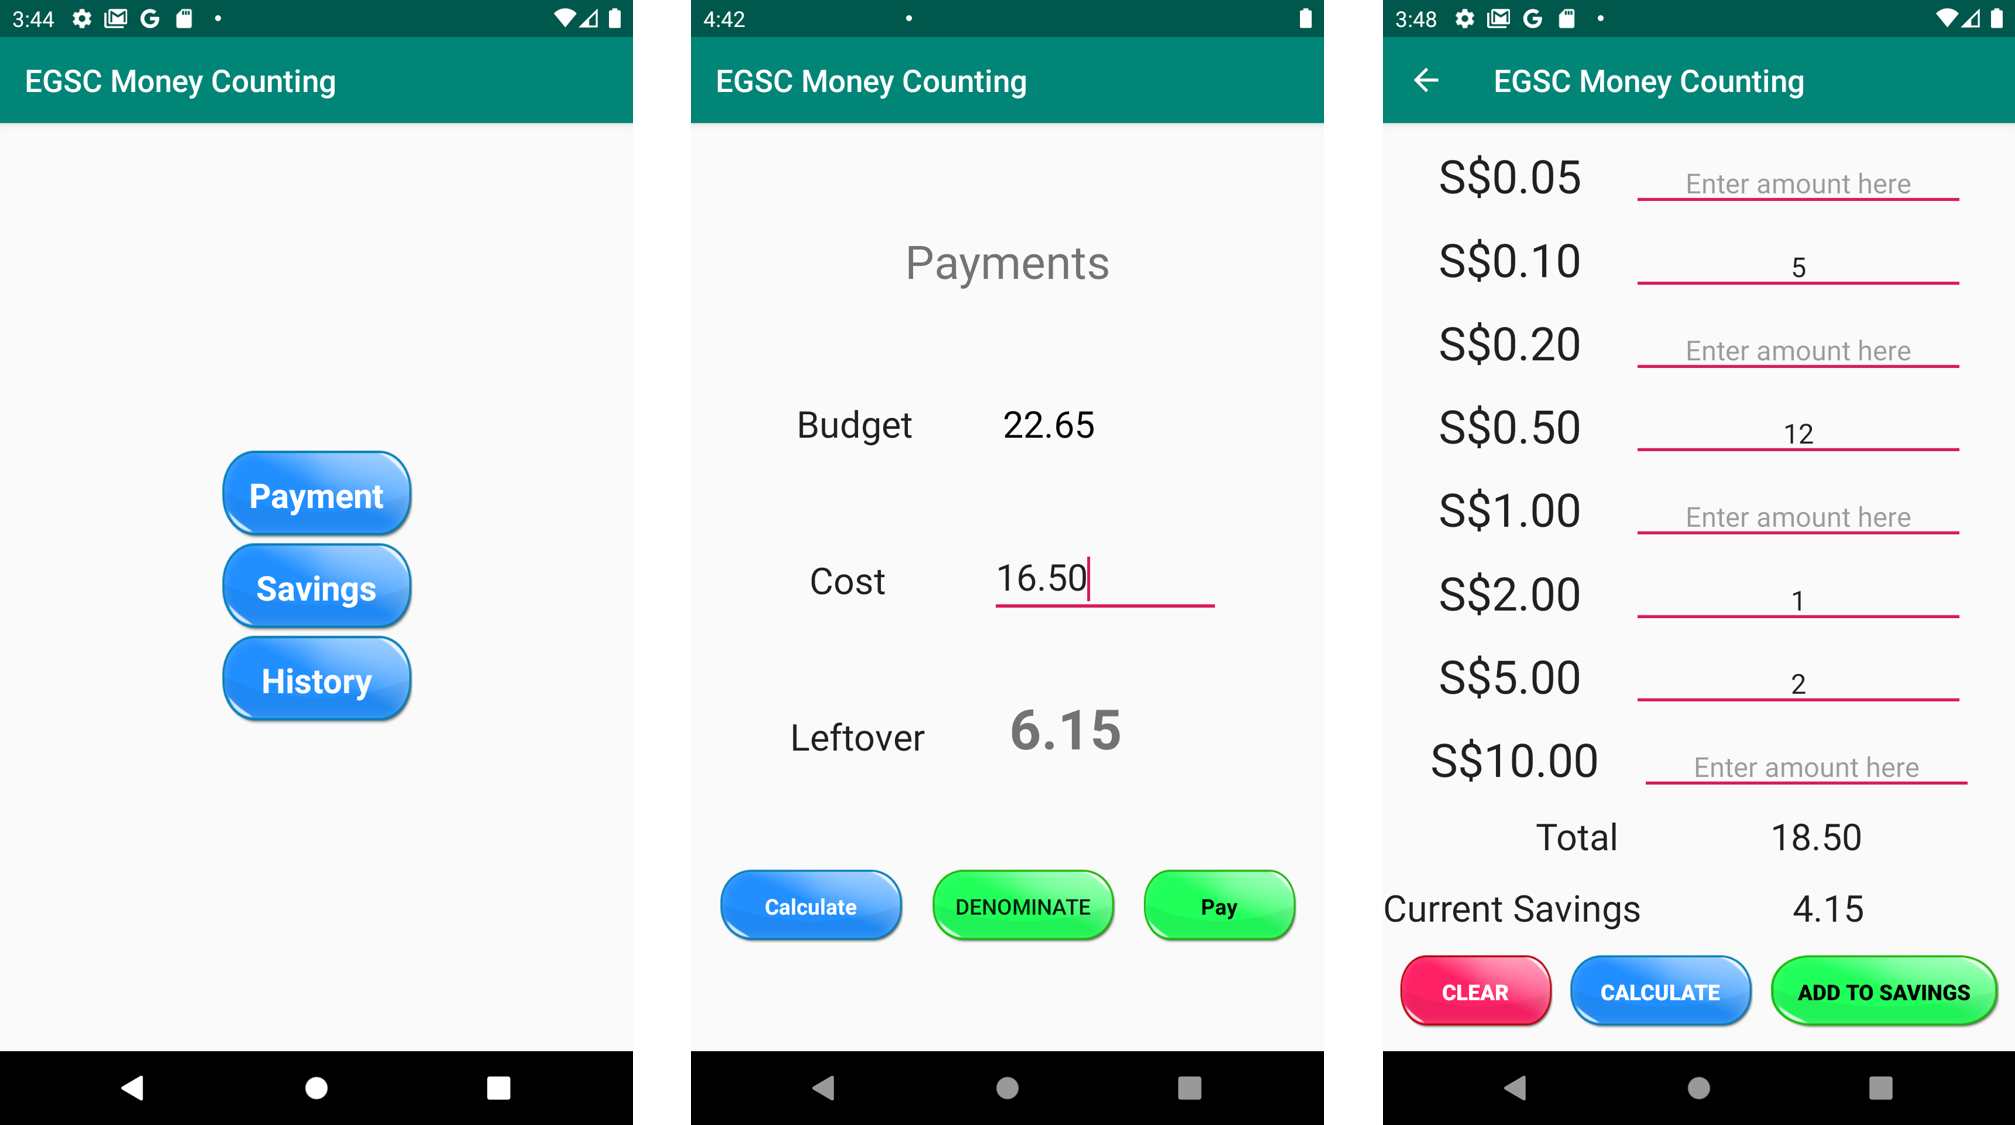 3:44
EGSC Money Counting
Payment
Savings
History
4:42
EGSC Money Counting
Payments
Budget 22.65
Cost 16.50
Leftover 6.15
Calculate DENOMINATE Pay
3:48
EGSC Money Counting
S$0.05 Enter amount here
S$0.10 5
S$0.20 Enter amount here
S$0.50 12
S$1.00 Enter amount here
S$2.00 1
S$5.00 2
S$10.00 Enter amount here
Total 18.50
Current Savings 4.15
CLEAR CALCULATE ADD TO SAVINGS